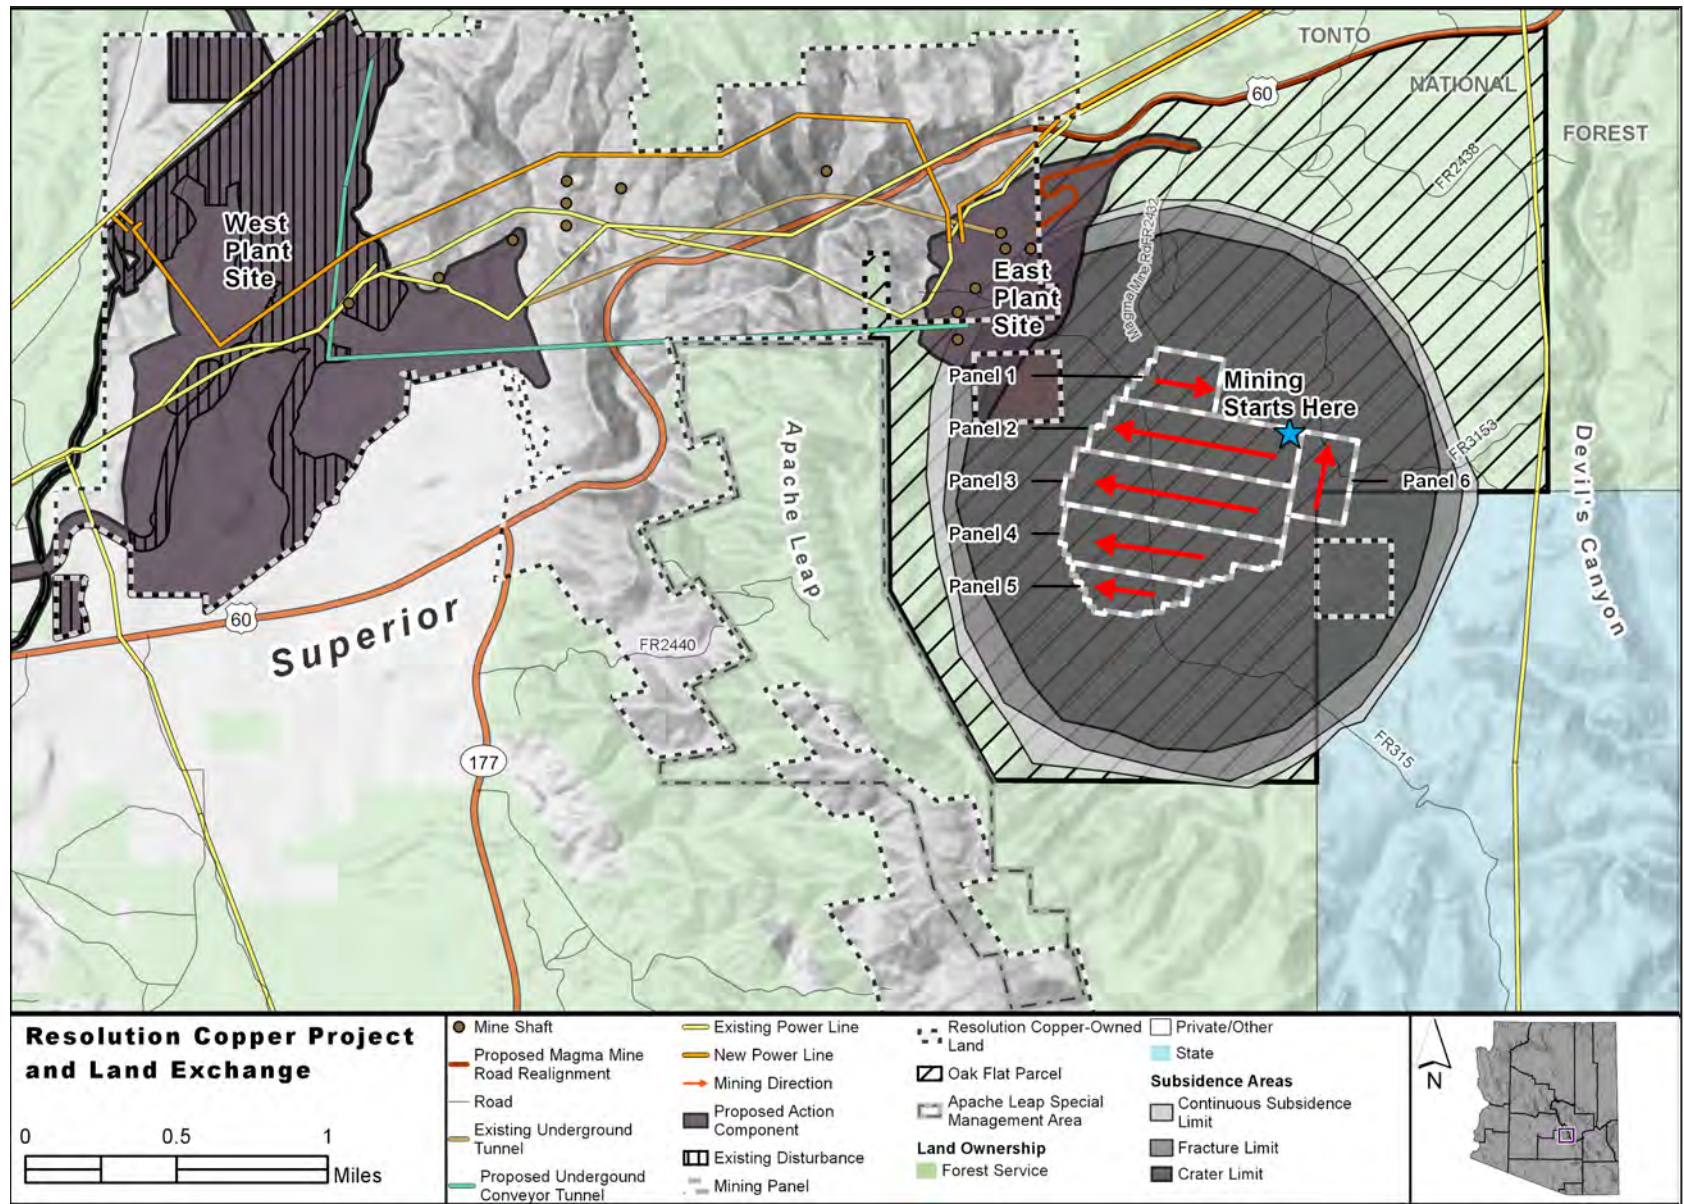 TONTO
NATIONAL
FOREST
60
FR2438
West
Plant
Site
East
Plant
Site
Magma Mine Rd/FR2432
Panel 1
Panel 2
Panel 3
Panel 4
Panel 5
Panel 6
Mining
Starts Here
FR3153
Apache Leap
Devil's Canyon
60
Superior
FR2440
177
FR315
Resolution Copper Project
and Land Exchange
0 0.5 1
Miles
Mine Shaft
Proposed Magma Mine
Road Realignment
Road
Existing Underground
Tunnel
Proposed Undergound
Conveyor Tunnel
Existing Power Line
New Power Line
Mining Direction
Proposed Action
Component
Existing Disturbance
Mining Panel
Resolution Copper-Owned
Land
Oak Flat Parcel
Apache Leap Special
Management Area
Land Ownership
Forest Service
Private/Other
State
Subsidence Areas
Continuous Subsidence
Limit
Fracture Limit
Crater Limit
N